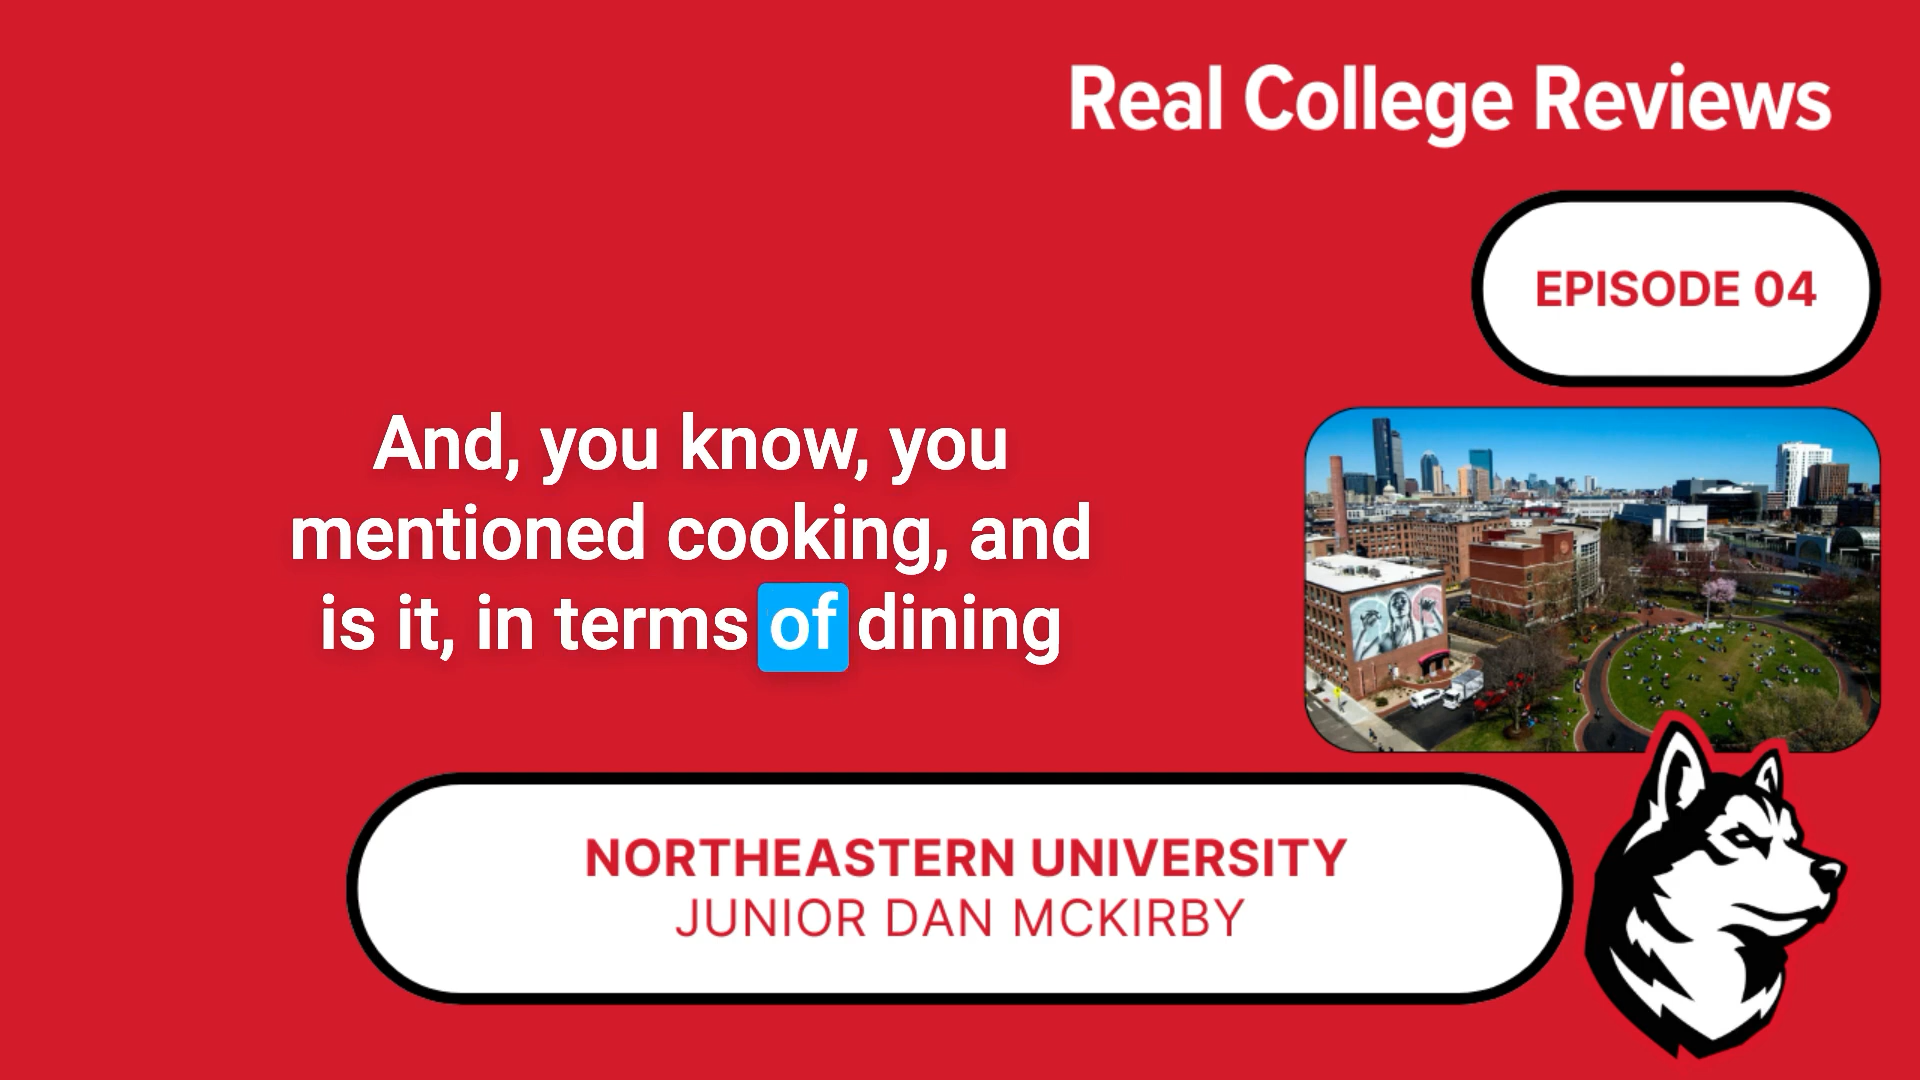 Real College Reviews
EPISODE 04
And, you know, you
mentioned cooking, and
is it, in terms of dining
NORTHEASTERN UNIVERSITY
JUNIOR DAN MCKIRBY